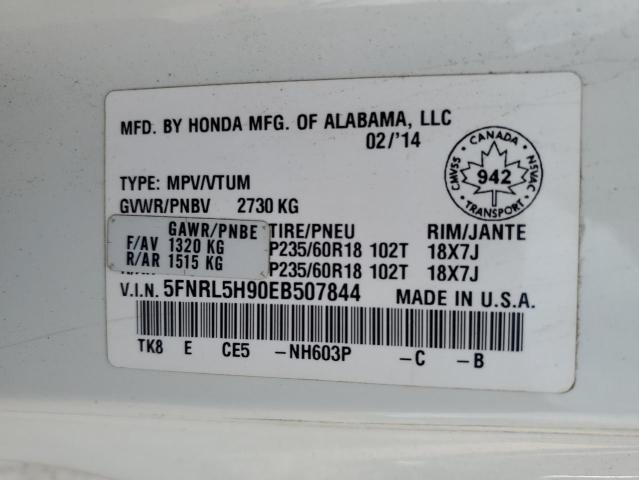 MFD. BY HONDA MFG. OF ALABAMA, LLC
02/'14
CANADA
CMVSS 942 NSVAC
TRANSPORT
TYPE: MPV/VTUM
GVWR/PNBV 2730 KG
GAWR/PNBE TIRE/PNEU RIM/JANTE
F/AV 1320 KG P235/60R18 102T 18X7J
R/AR 1515 KG P235/60R18 102T 18X7J
V.I.N. 5FNRL5H90EB507844 MADE IN U.S.A.
TK8 E CE5 -NH603P -C -B